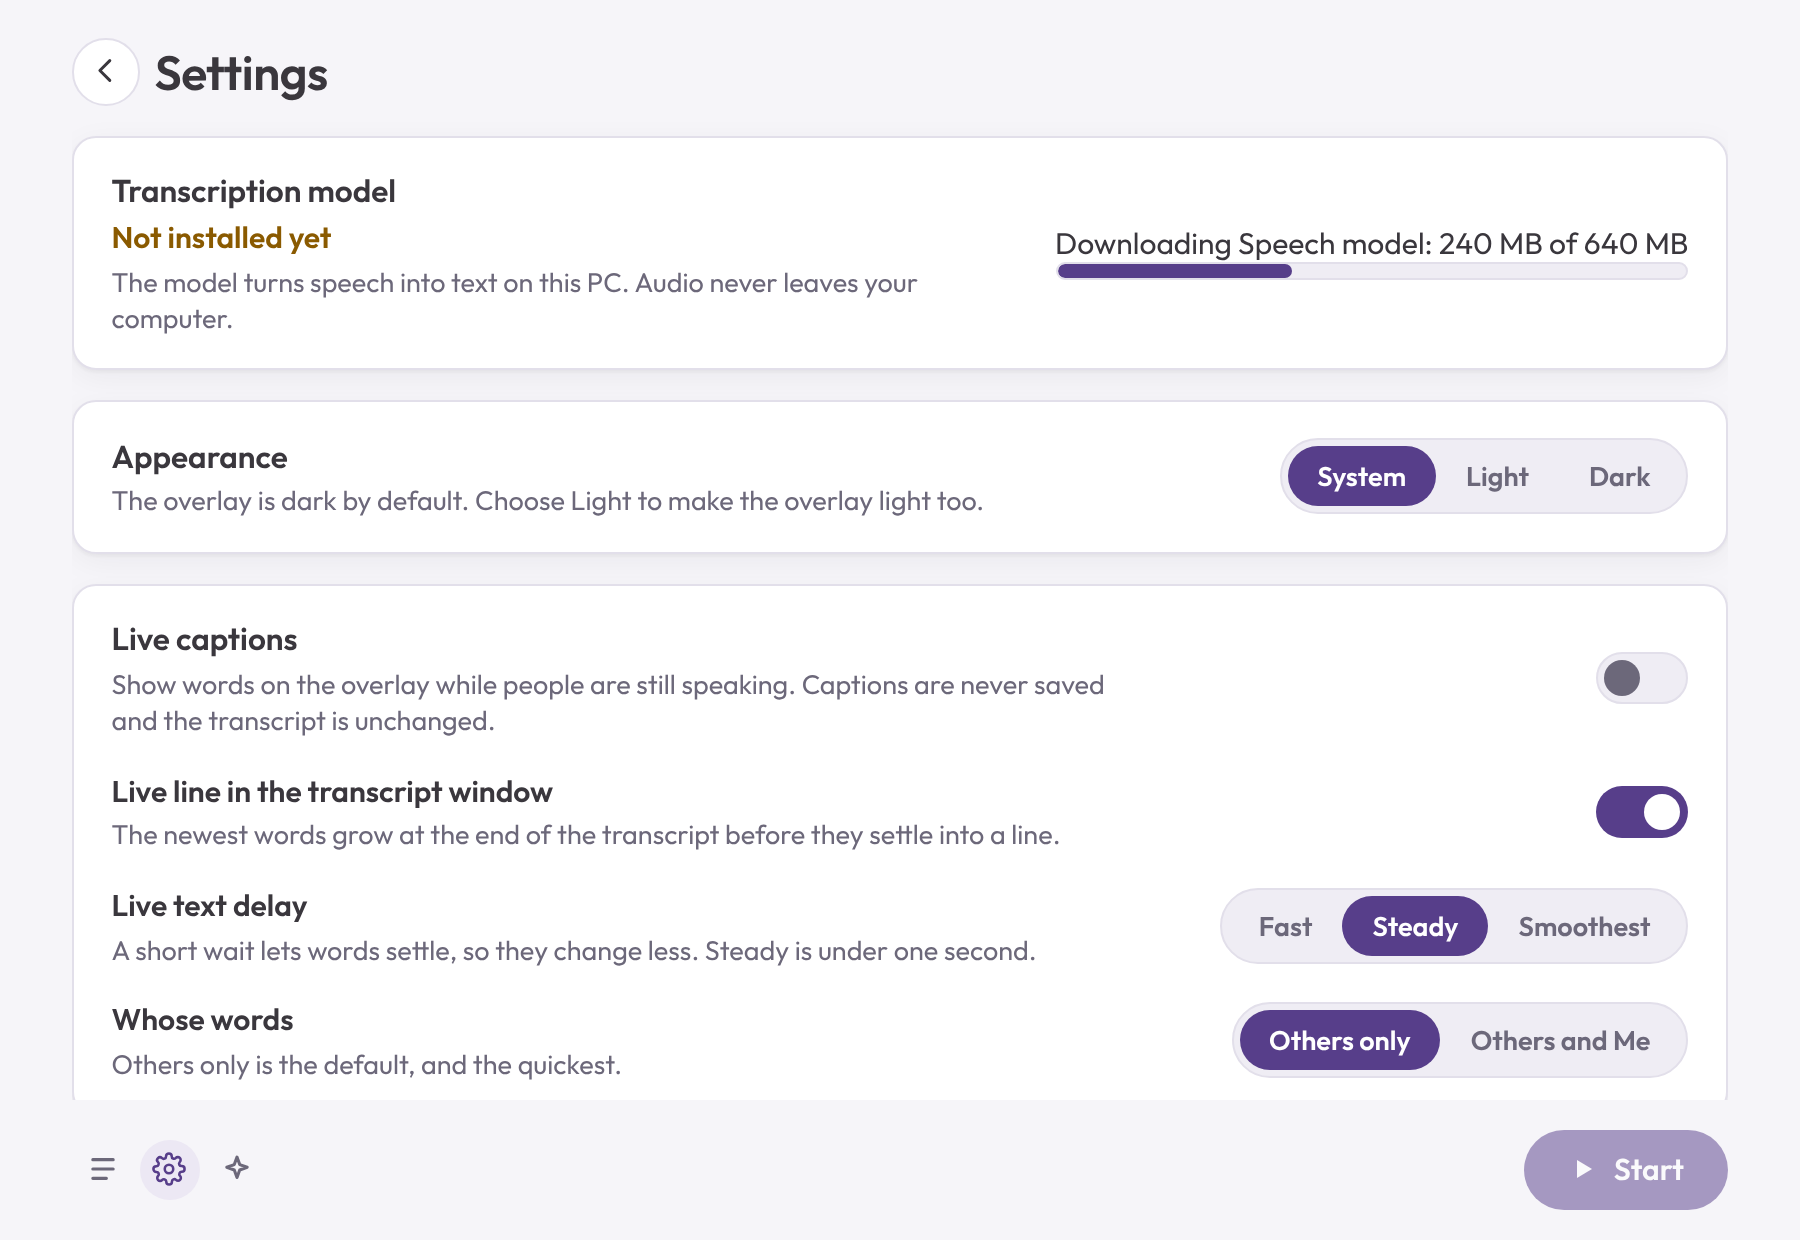 Settings
Transcription model
Not installed yet
The model turns speech into text on this PC. Audio never leaves your
computer.
Downloading Speech model: 240 MB of 640 MB
Appearance
The overlay is dark by default. Choose Light to make the overlay light too.
System Light Dark
Live captions
Show words on the overlay while people are still speaking. Captions are never saved
and the transcript is unchanged.
Live line in the transcript window
The newest words grow at the end of the transcript before they settle into a line.
Live text delay
A short wait lets words settle, so they change less. Steady is under one second.
Fast Steady Smoothest
Whose words
Others only is the default, and the quickest.
Others only Others and Me
Start